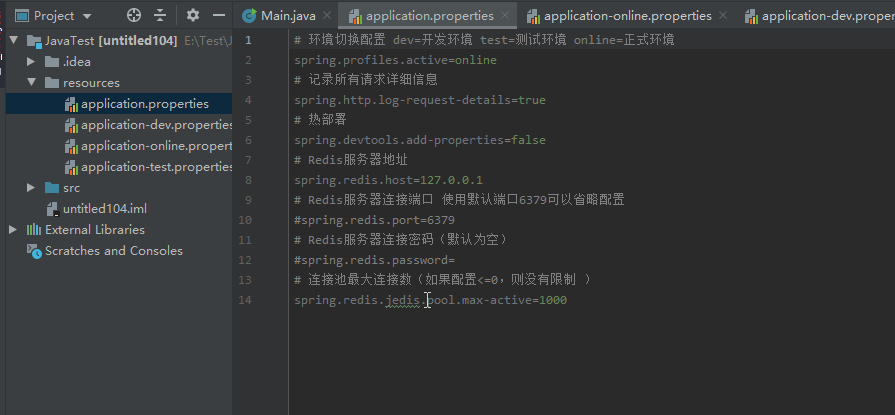 Project
Main.java
application.properties
application-online.properties
application-dev.proper
JavaTest [untitled104] E:\Test\J
.idea
resources
application.properties
application-dev.properties
application-online.propert
application-test.properties
src
untitled104.iml
External Libraries
Scratches and Consoles
1 # 环境切换配置 dev=开发环境 test=测试环境 online=正式环境
2 spring.profiles.active=online
3 # 记录所有请求详细信息
4 spring.http.log-request-details=true
5 # 热部署
6 spring.devtools.add-properties=false
7 # Redis服务器地址
8 spring.redis.host=127.0.0.1
9 # Redis服务器连接端口 使用默认端口6379可以省略配置
10 #spring.redis.port=6379
11 # Redis服务器连接密码（默认为空）
12 #spring.redis.password=
13 # 连接池最大连接数（如果配置<=0，则没有限制 ）
14 spring.redis.jedis.pool.max-active=1000